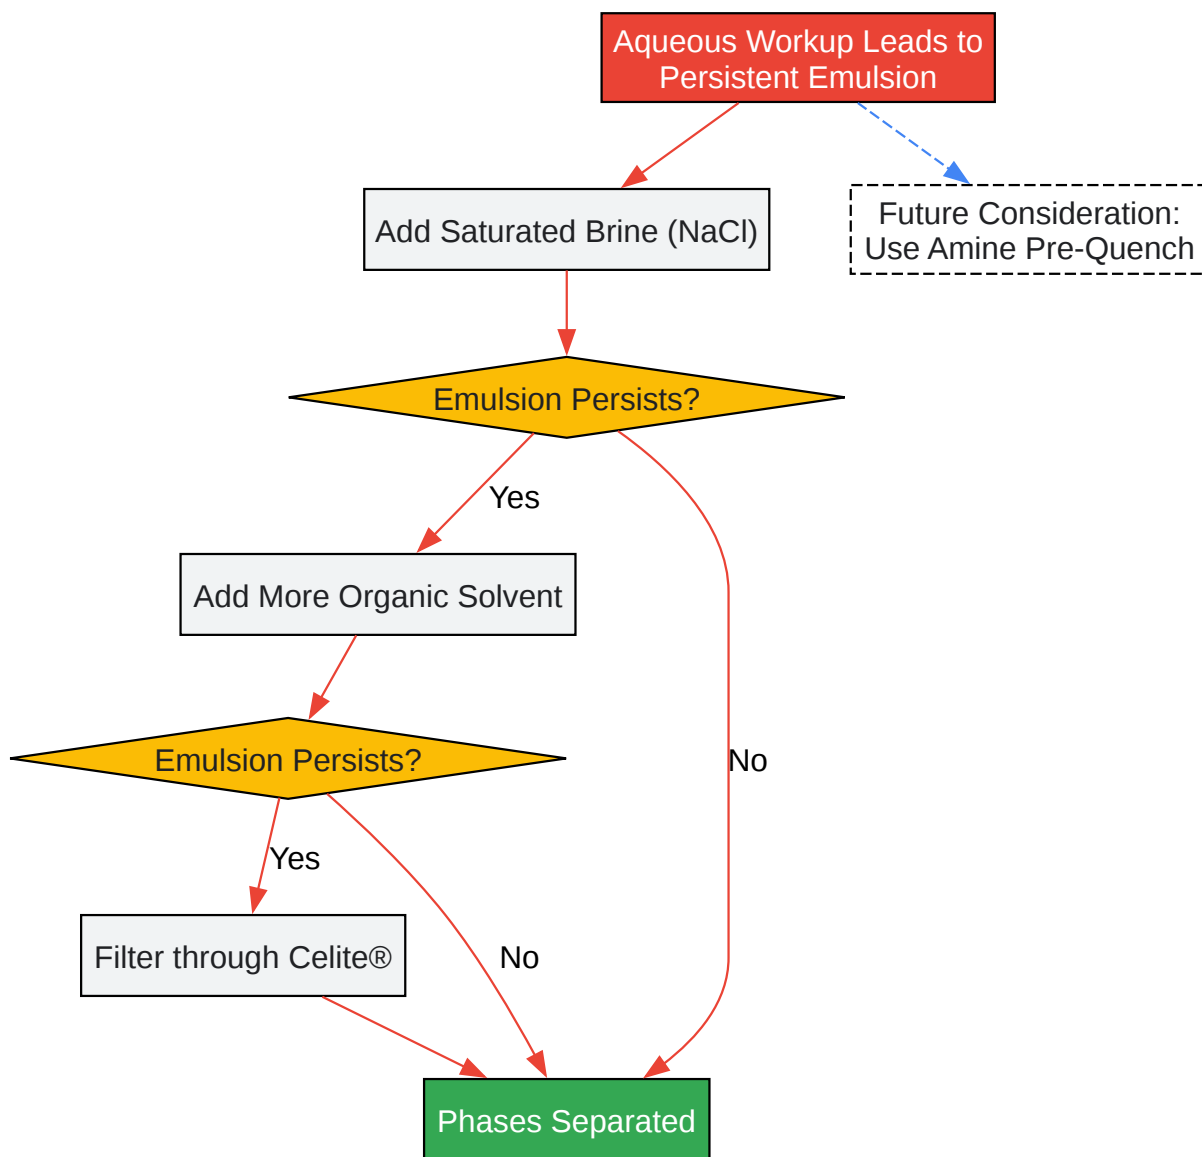 Aqueous Workup Leads to
Persistent Emulsion
Add Saturated Brine (NaCl)
Future Consideration:
Use Amine Pre-Quench
Emulsion Persists?
Yes
Add More Organic Solvent
Emulsion Persists?
No
Yes
Filter through Celite®
No
Phases Separated